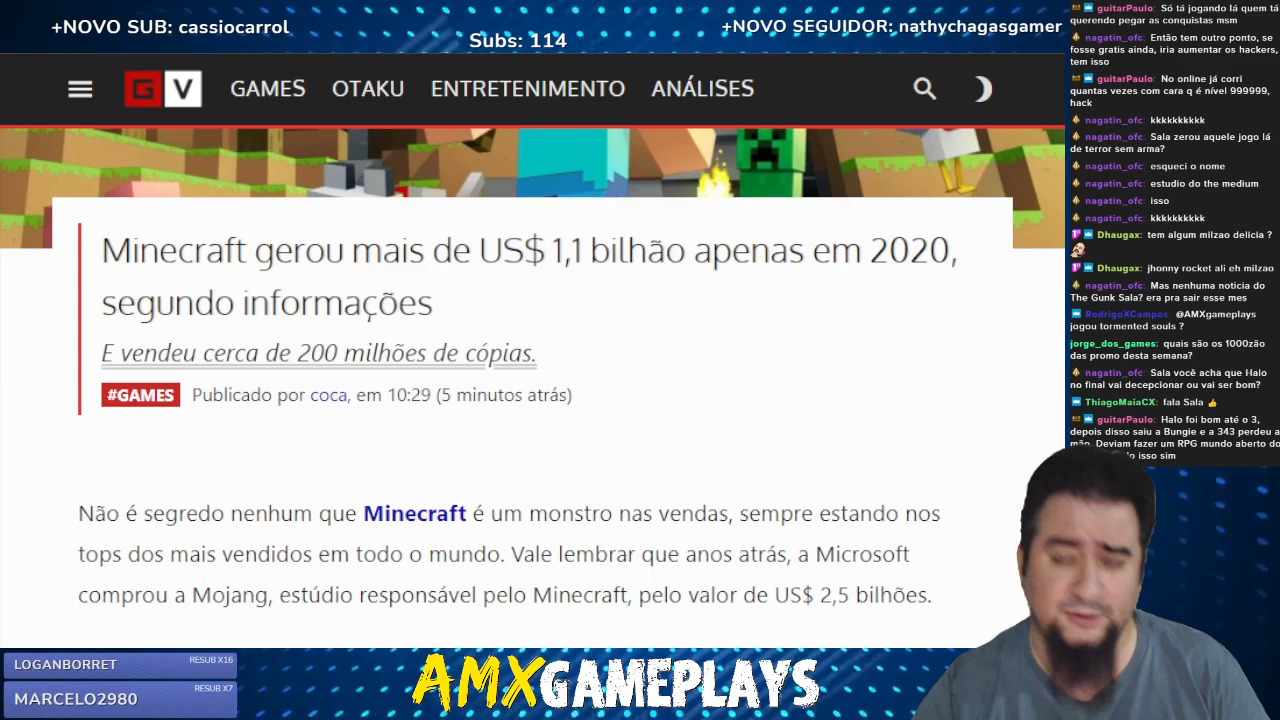 +NOVO SUB: cassiocarrol
Subs: 114
+NOVO SEGUIDOR: nathychagasgamer
G V GAMES OTAKU ENTRETENIMENTO ANÁLISES
Minecraft gerou mais de US$ 1,1 bilhão apenas em 2020,
segundo informações
E vendeu cerca de 200 milhões de cópias.
#GAMES Publicado por coca, em 10:29 (5 minutos atrás)
Não é segredo nenhum que Minecraft é um monstro nas vendas, sempre estando nos
tops dos mais vendidos em todo o mundo. Vale lembrar que anos atrás, a Microsoft
comprou a Mojang, estúdio responsável pelo Minecraft, pelo valor de US$ 2,5 bilhões.
guitarPaulo: Só tá jogando lá quem tá
querendo pegar as conquistas msm
nagatin_ofc: Então tem outro ponto, se
fosse gratis ainda, iria aumentar os hackers,
tem isso
guitarPaulo: No online já corri
quantas vezes com cara q é nível 999999,
hack
nagatin_ofc: kkkkkkkkkk
nagatin_ofc: Sala zerou aquele jogo lá
de terror sem arma?
nagatin_ofc: esqueci o nome
nagatin_ofc: estudio do the medium
nagatin_ofc: isso
nagatin_ofc: kkkkkkkkkk
Dhaugax: tem algum milzao delicia ?
Dhaugax: jhonny rocket ali eh milzao
nagatin_ofc: Mas nenhuma noticia do
The Gunk Sala? era pra sair esse mes
RodrigoXCampos: @AMXgameplays
jogou tormented souls ?
jorge_dos_games: quais são os 1000zão
das promo desta semana?
nagatin_ofc: Sala você acha que Halo
no final vai decepcionar ou vai ser bom?
ThiagoMaiaCX: fala Sala
guitarPaulo: Halo foi bom até o 3,
depois disso saiu a Bungie e a 343 perdeu a
mão. Deviam fazer um RPG mundo aberto do
isso sim
LOGANBORRET RESUB X16
MARCELO2980 RESUB X7
AMXGAMEPLAYS